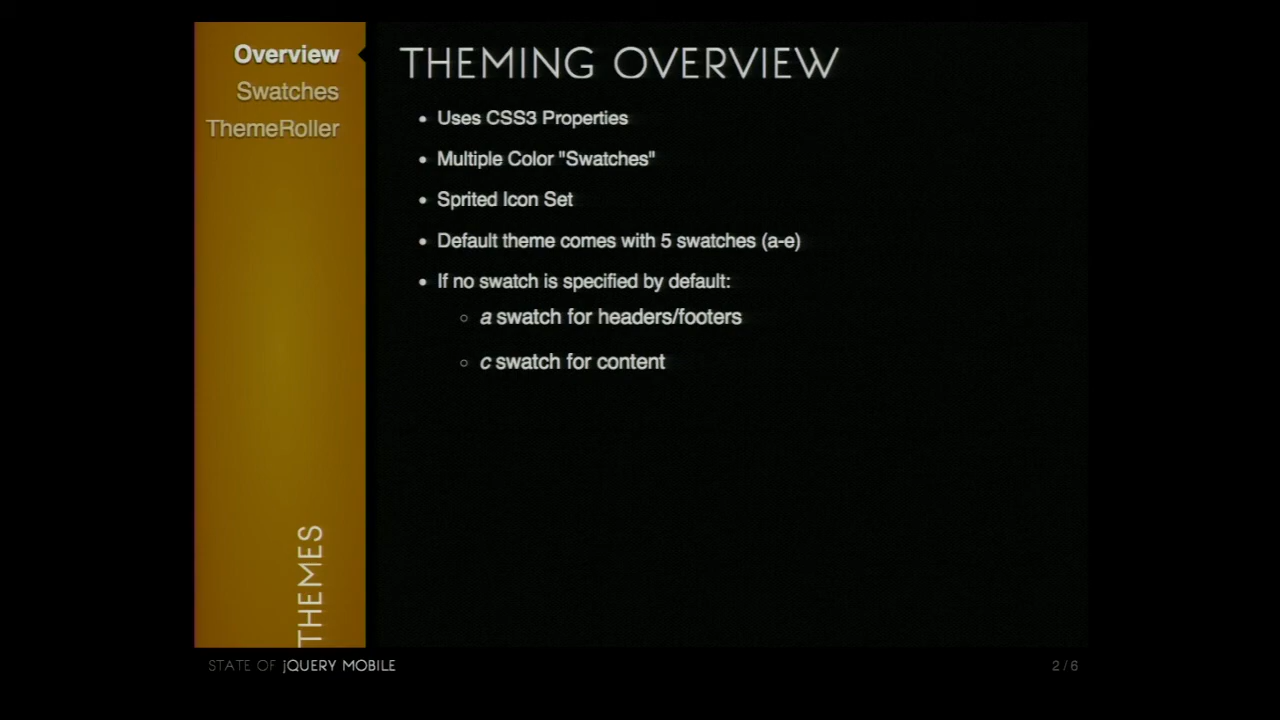 Overview
Swatches
ThemeRoller
THEMES
THEMING OVERVIEW
• Uses CSS3 Properties
• Multiple Color "Swatches"
• Sprited Icon Set
• Default theme comes with 5 swatches (a-e)
• If no swatch is specified by default:
○ a swatch for headers/footers
○ c swatch for content
STATE OF jQUERY MOBILE
2 / 6